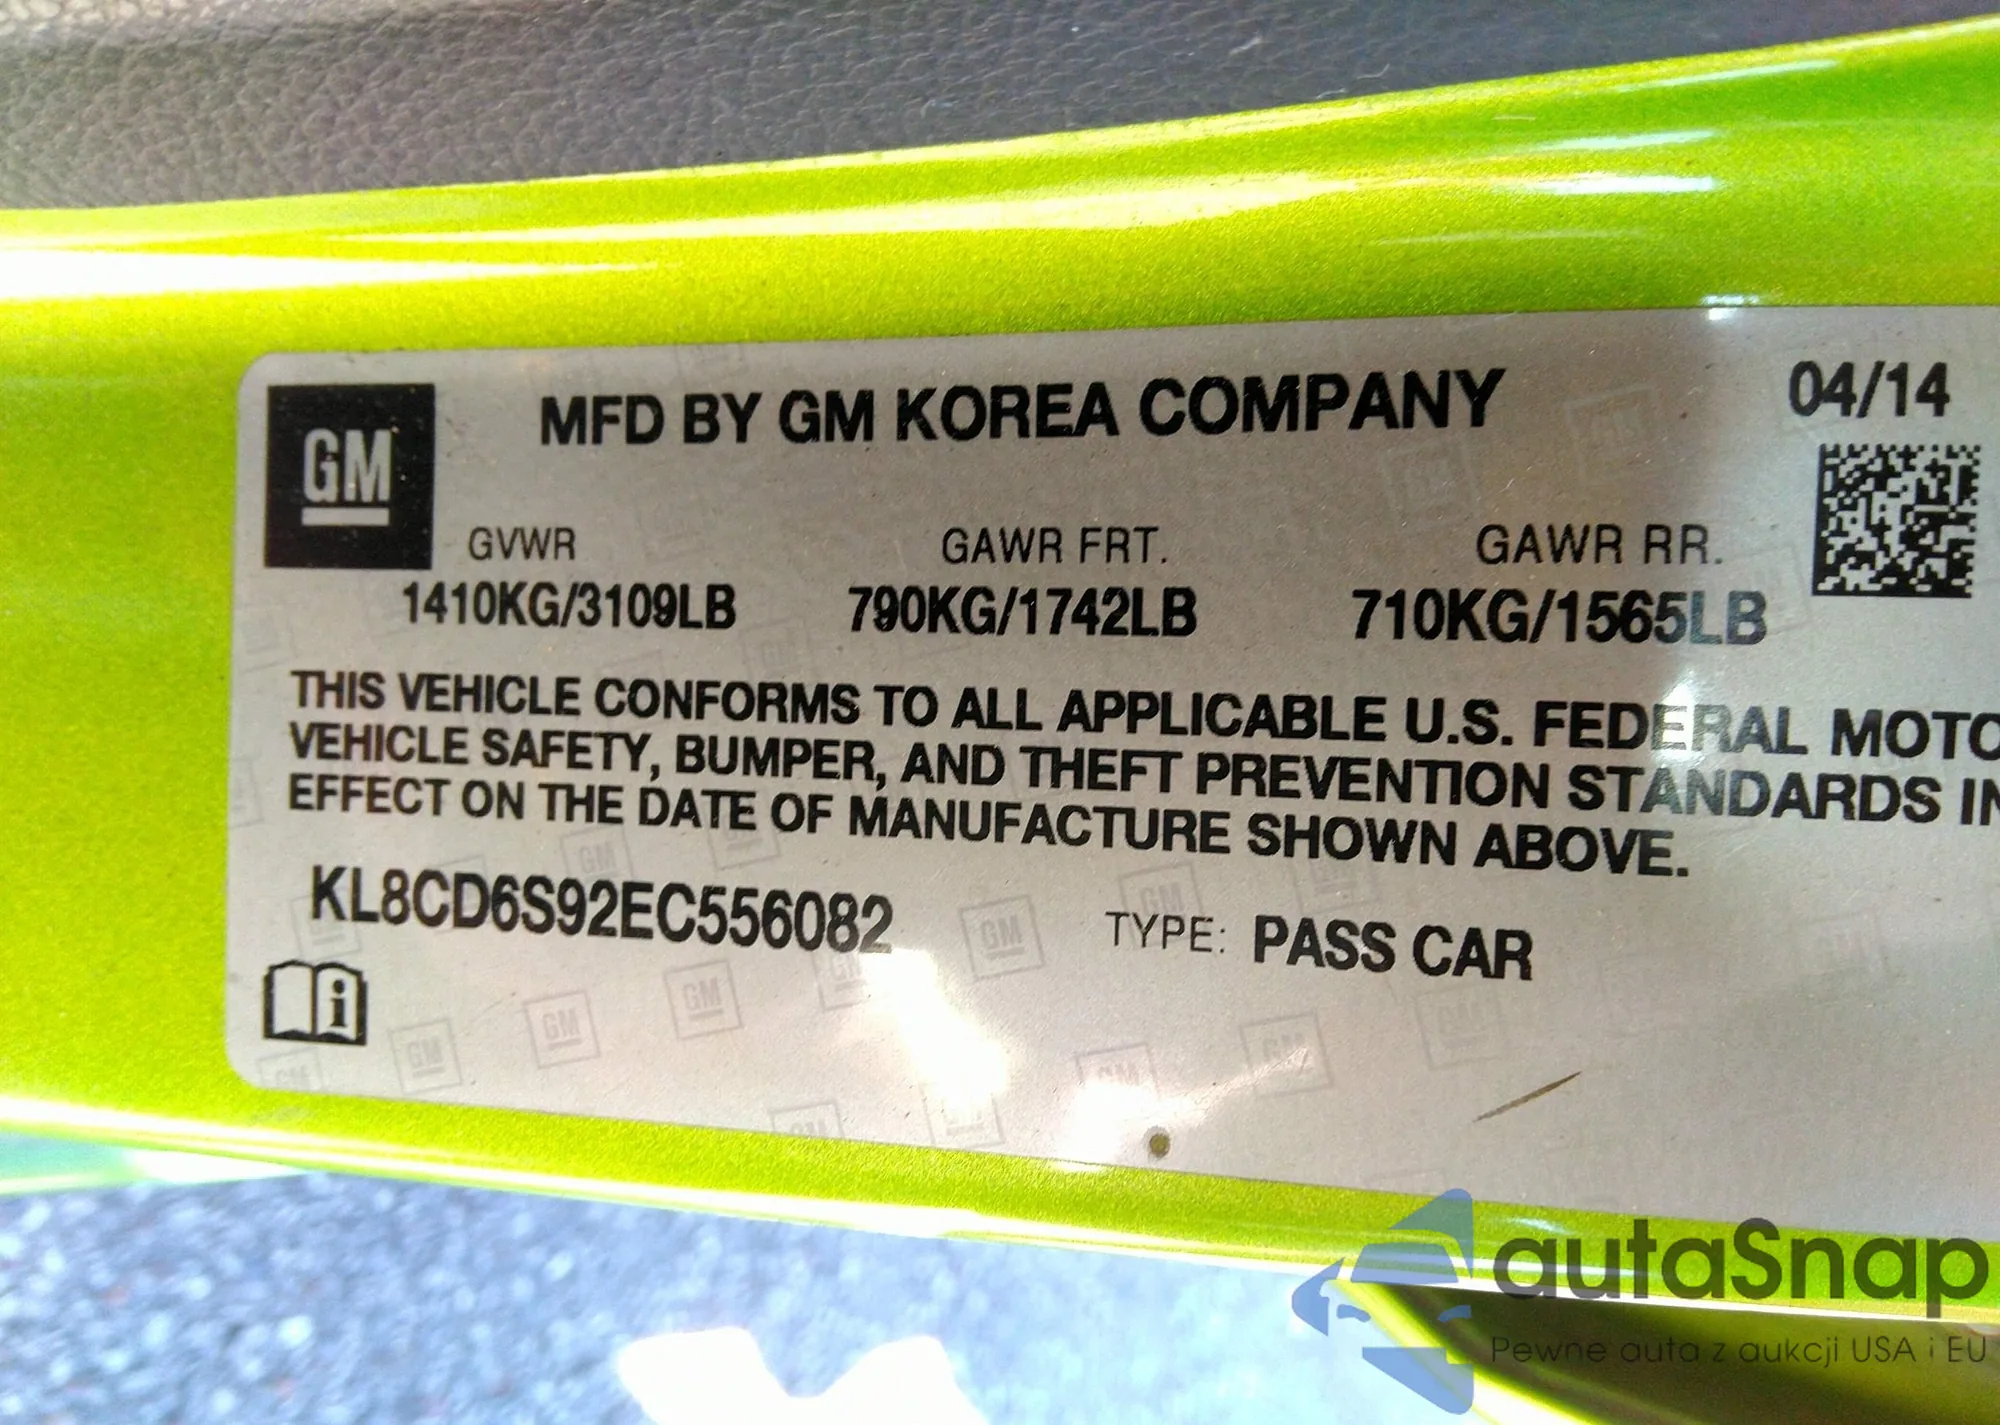 MFD BY GM KOREA COMPANY
04/14
GM
GVWR
GAWR FRT.
GAWR RR.
1410KG/3109LB
790KG/1742LB
710KG/1565LB
THIS VEHICLE CONFORMS TO ALL APPLICABLE U.S. FEDERAL MOTO
VEHICLE SAFETY, BUMPER, AND THEFT PREVENTION STANDARDS IN
EFFECT ON THE DATE OF MANUFACTURE SHOWN ABOVE.
KL8CD6S92EC556082
TYPE: PASS CAR
autaSnap
Pewne auta z aukcji USA i EU